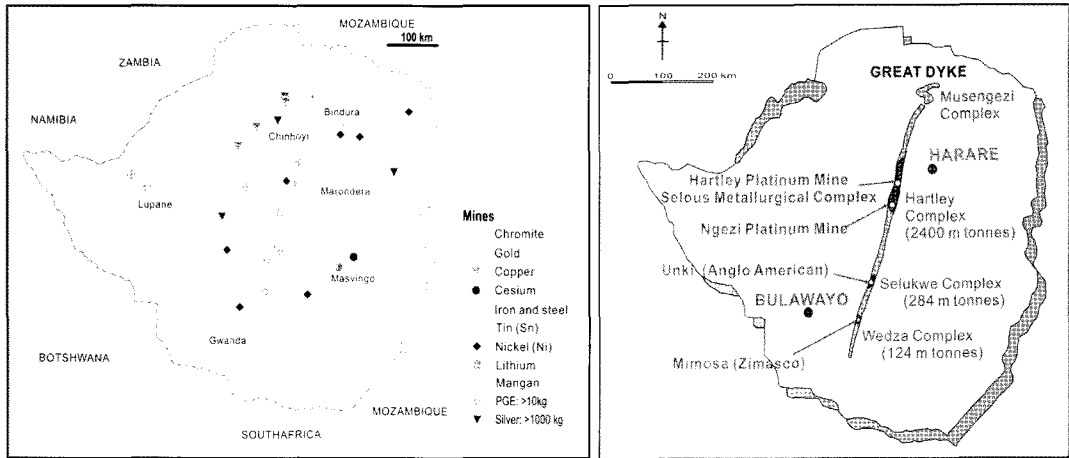 MOZAMBIQUE
100 km
ZAMBIA
NAMIBIA
Bindura
Chinhoyi
Lupane
Marondera
Masvingo
Gwanda
BOTSHWANA
MOZAMBIQUE
SOUTHAFRICA
Mines
Chromite
Gold
Copper
Cesium
Iron and steel
Tin (Sn)
Nickel (Ni)
Lithium
Mangan
PGE: >10kg
Silver: >1000 kg
N
0 100 200 km
GREAT DYKE
Musengezi
Complex
HARARE
Hartley Platinum Mine
Selous Metallurgical Complex
Ngezi Platinum Mine
Hartley
Complex
(2400 m tonnes)
Unki (Anglo American)
Selukwe Complex
(284 m tonnes)
BULAWAYO
Wedza Complex
(124 m tonnes)
Mimosa (Zimasco)